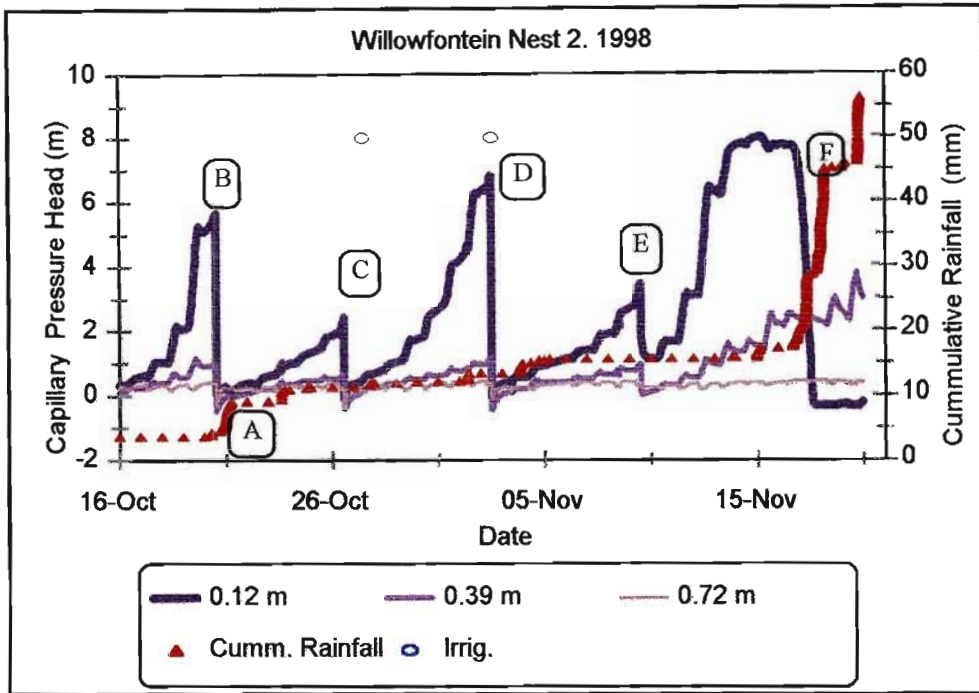 Willowfontein Nest 2. 1998
Capillary Pressure Head (m)
10
8
6
4
2
0
-2
60
50
40
30
20
10
0
Cummulative Rainfall (mm)
B
C
D
E
F
A
16-Oct
26-Oct
05-Nov
15-Nov
Date
0.12 m
0.39 m
0.72 m
Cumm. Rainfall
Irrig.